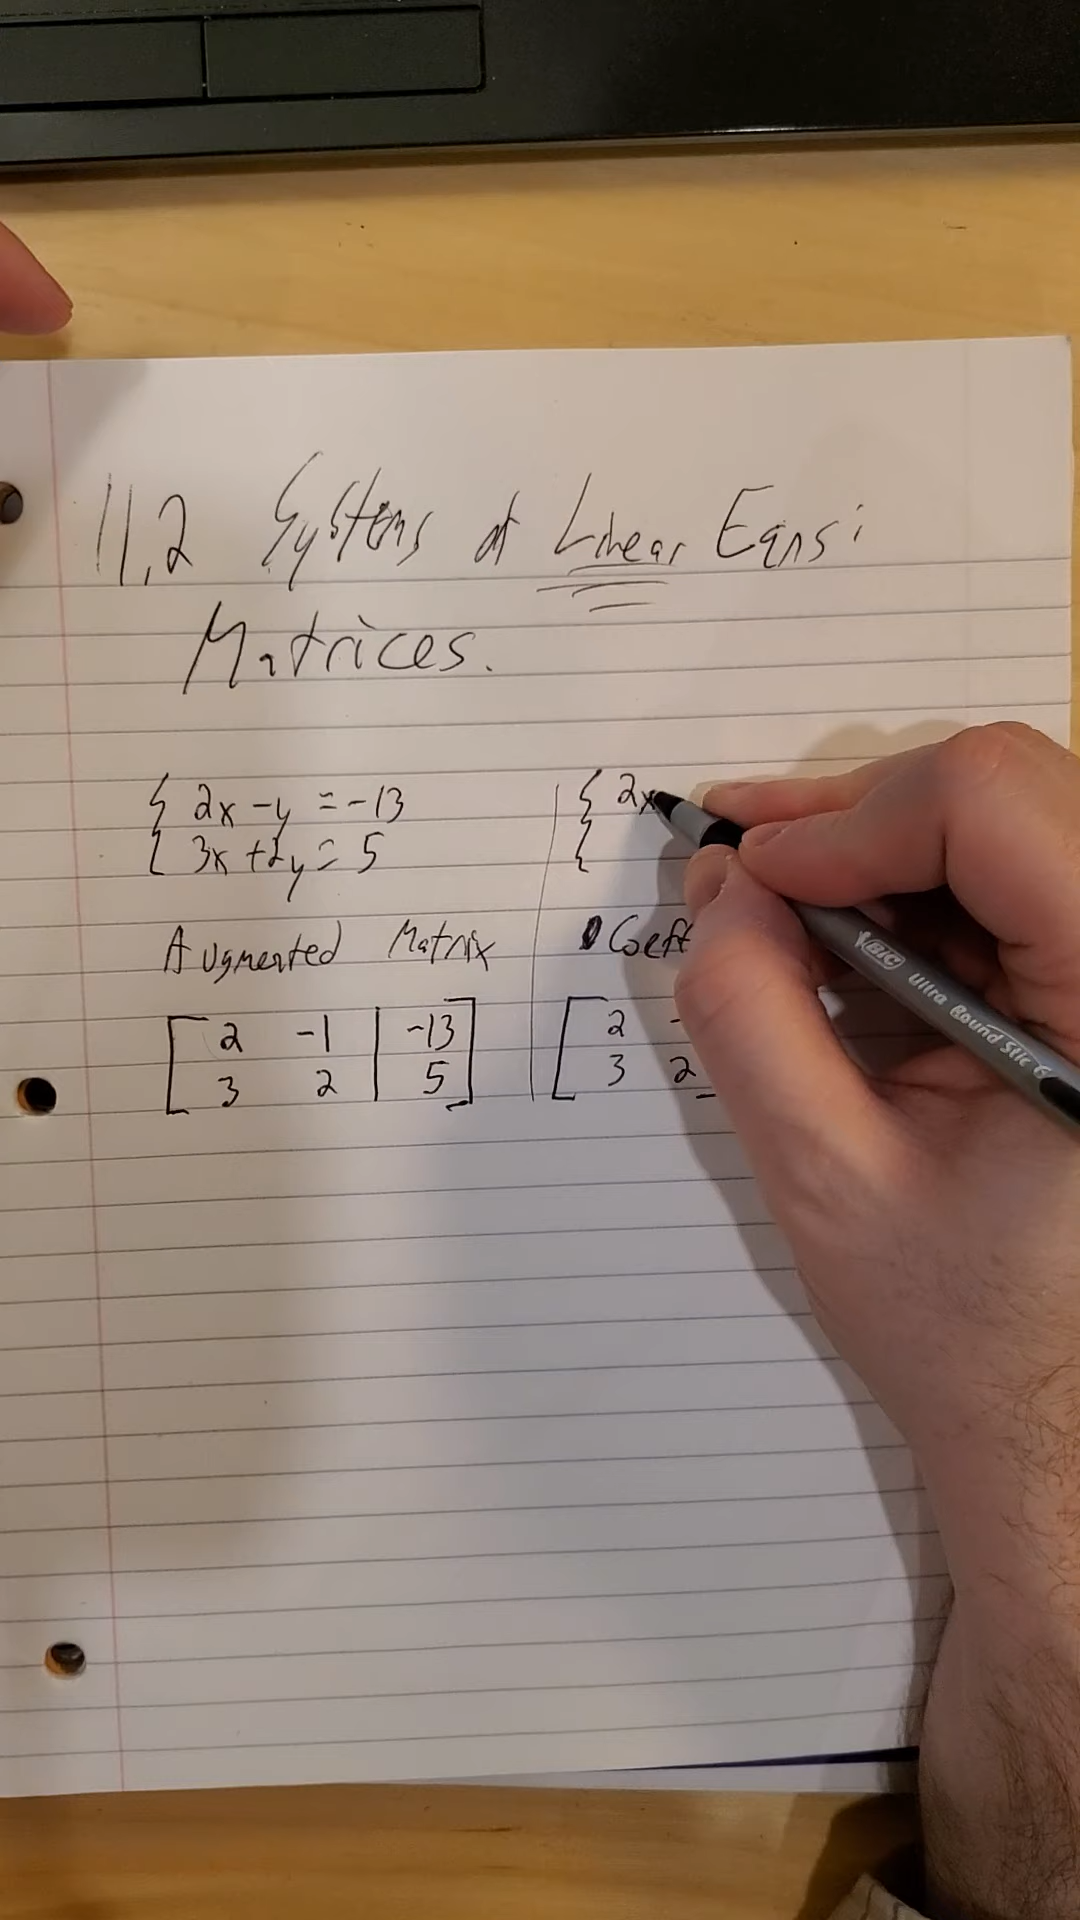 11.2 Systems of Linear Eqns:
Matrices.
{ 2x - y = -13
{ 3x + 2y = 5
Augmented Matrix
[ 2 -1 | -13 ]
[ 3 2 | 5 ]
{ 2x
Coeff
[ 2 -
[ 3 2
BIC Ultra Round Stic G